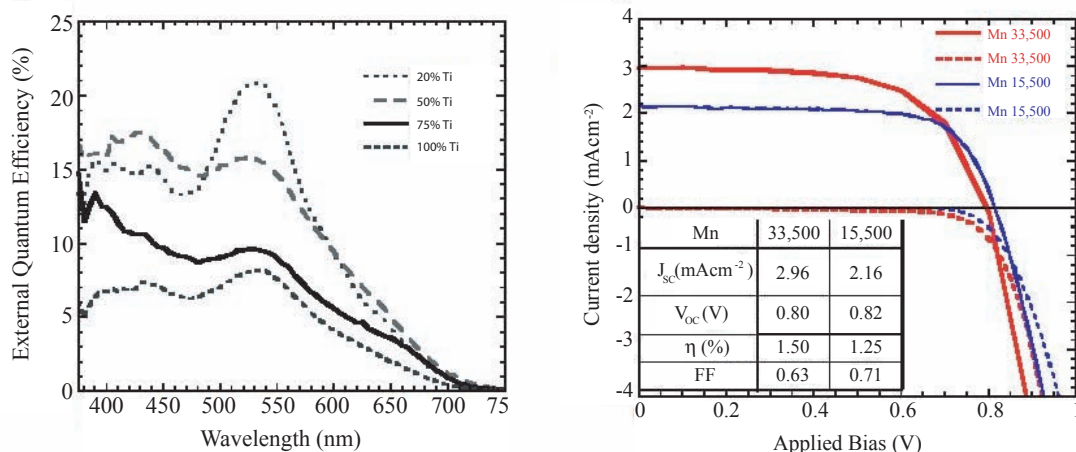 25
20
15
10
5
0
External Quantum Efficiency (%)
20% Ti
50% Ti
75% Ti
100% Ti
400 450 500 550 600 650 700 75
Wavelength (nm)
4
3
2
1
0
-1
-2
-3
-4
Current density (mAcm⁻²)
Mn 33,500
Mn 33,500
Mn 15,500
Mn 15,500
Mn 33,500 15,500
J_SC(mAcm⁻²) 2.96 2.16
V_OC(V) 0.80 0.82
η (%) 1.50 1.25
FF 0.63 0.71
0 0.2 0.4 0.6 0.8 1
Applied Bias (V)